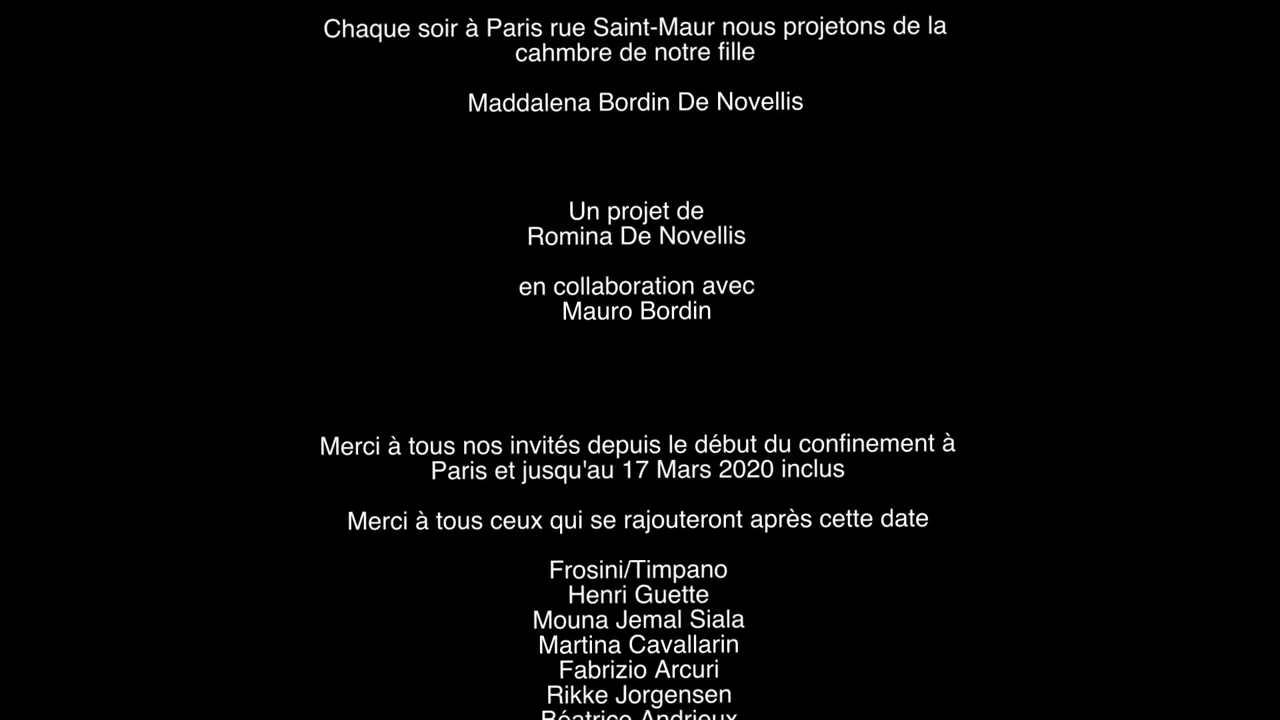 Chaque soir à Paris rue Saint-Maur nous projetons de la
cahmbre de notre fille
Maddalena Bordin De Novellis
Un projet de
Romina De Novellis
en collaboration avec
Mauro Bordin
Merci à tous nos invités depuis le début du confinement à
Paris et jusqu'au 17 Mars 2020 inclus
Merci à tous ceux qui se rajouteront après cette date
Frosini/Timpano
Henri Guette
Mouna Jemal Siala
Martina Cavallarin
Fabrizio Arcuri
Rikke Jorgensen
Béatrice Andrieux